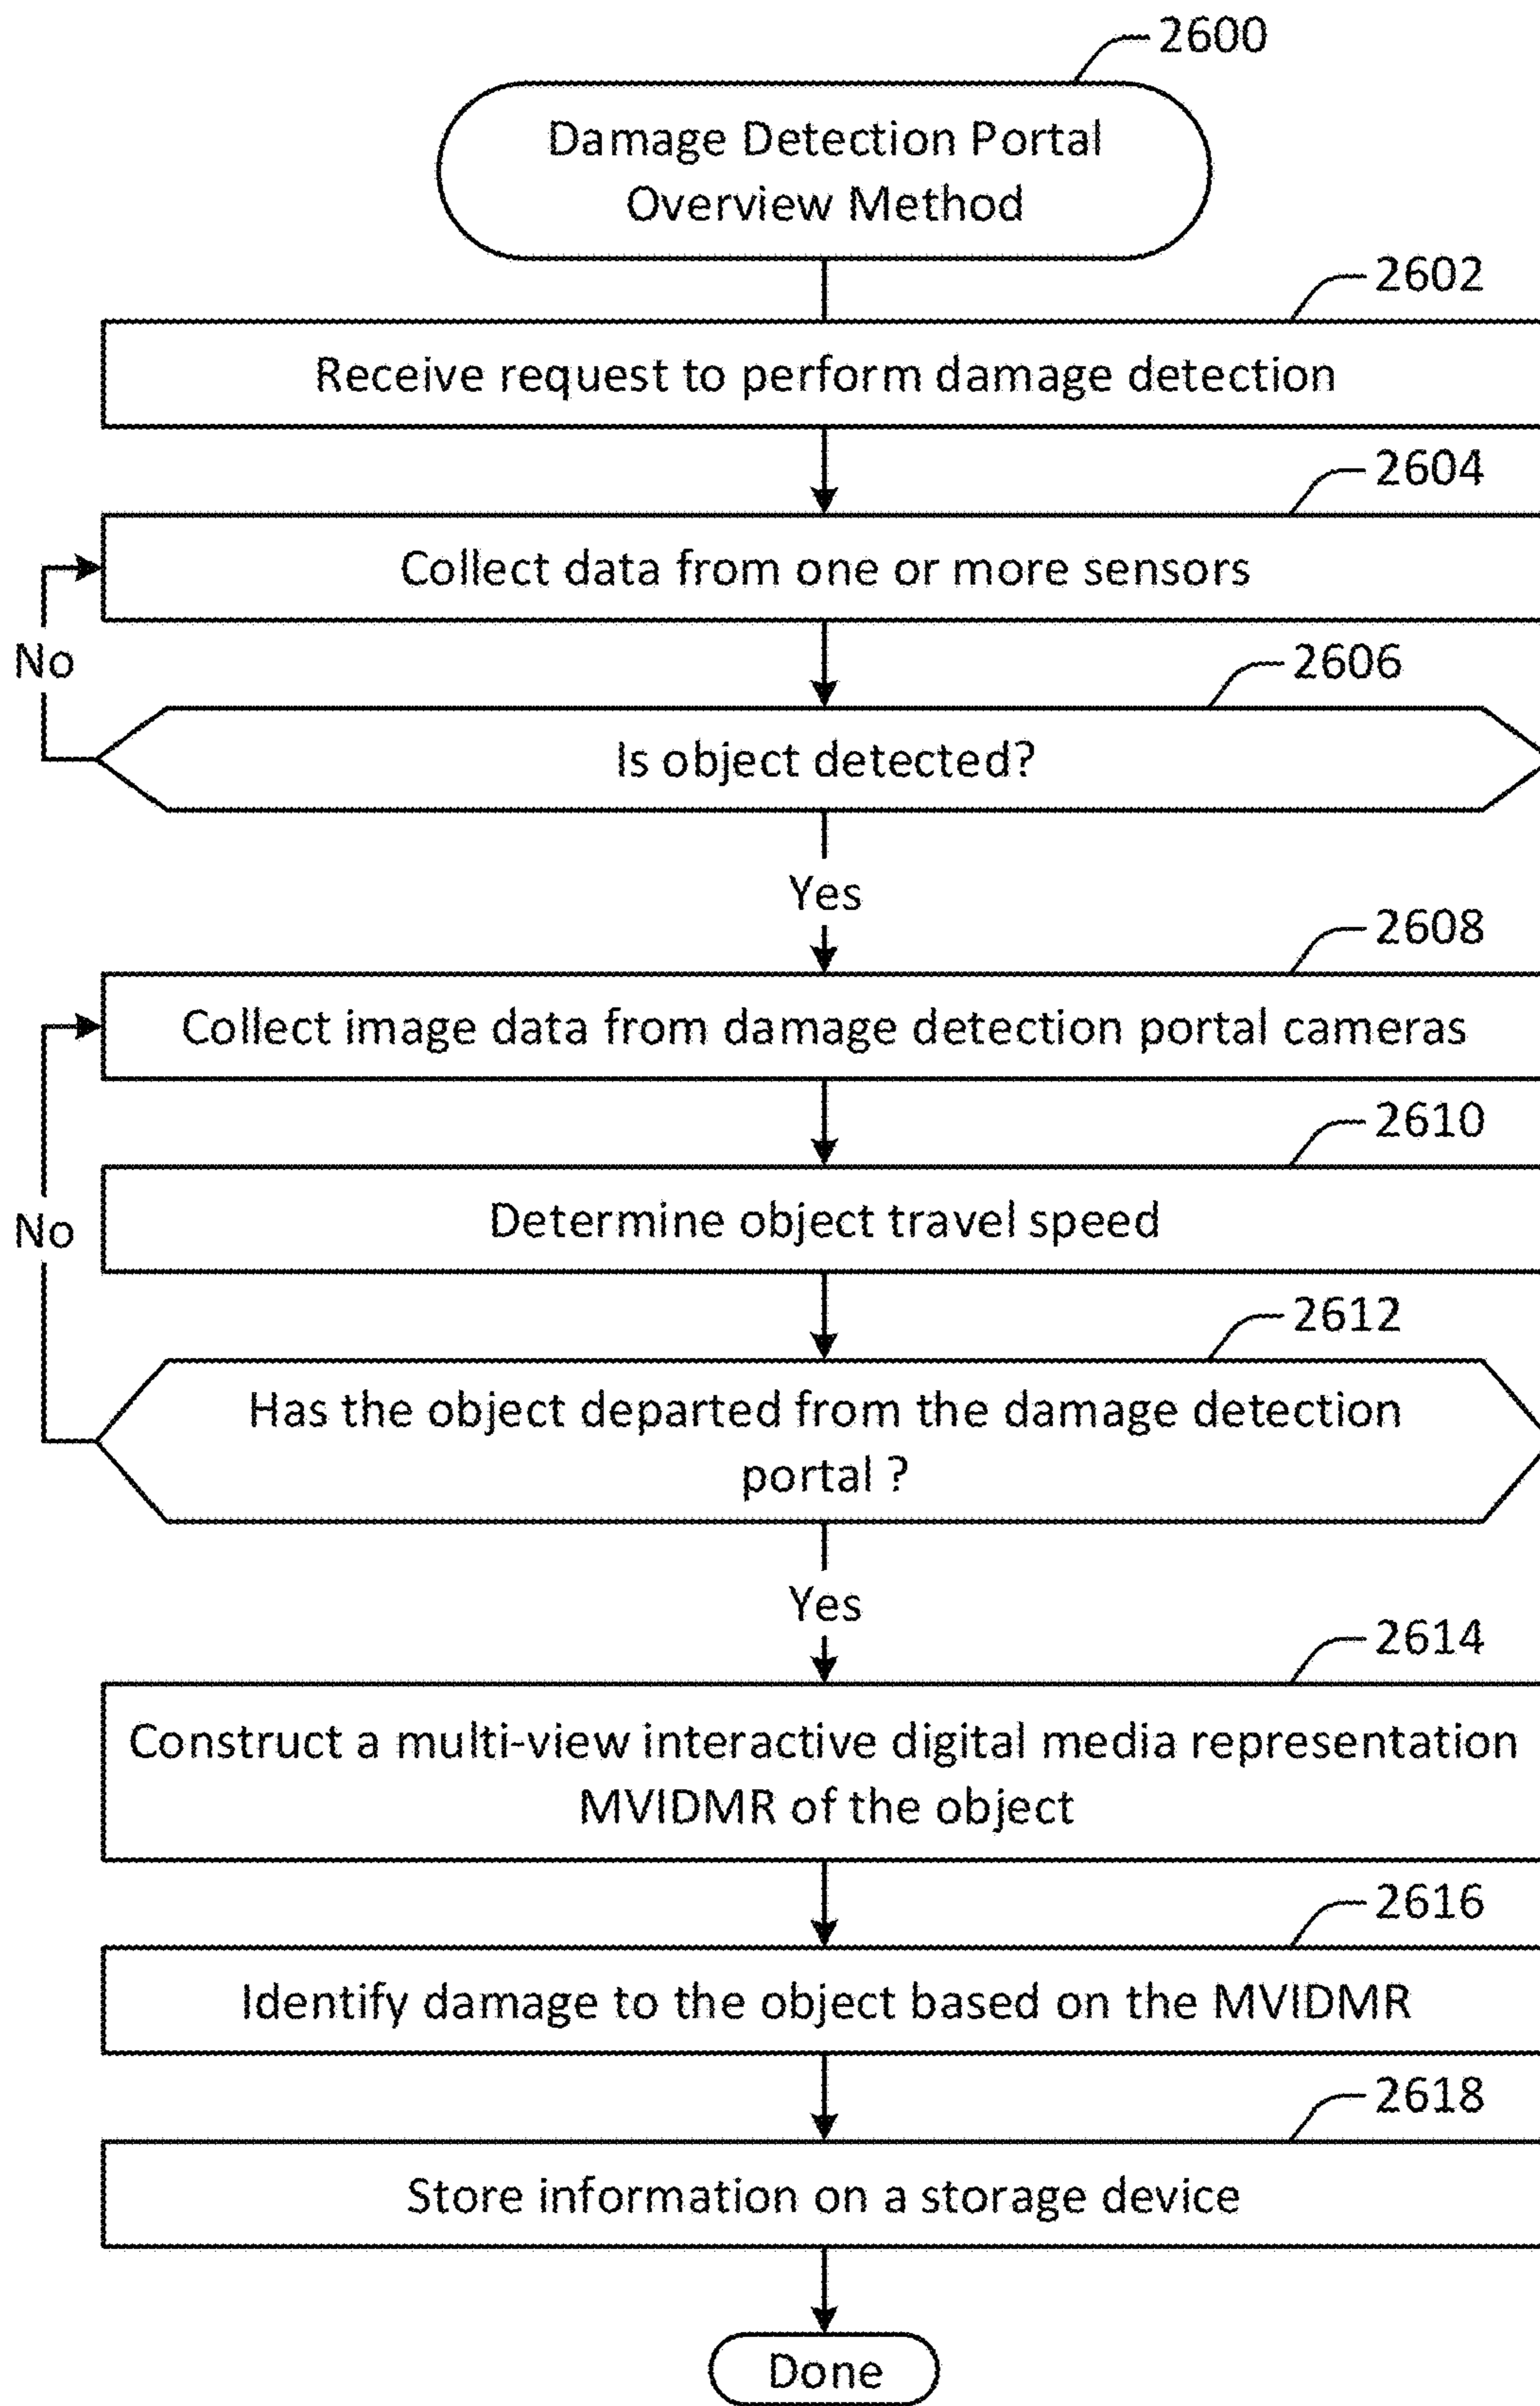 2600
Damage Detection Portal
Overview Method
2602
Receive request to perform damage detection
2604
Collect data from one or more sensors
No
2606
Is object detected?
Yes
2608
Collect image data from damage detection portal cameras
2610
Determine object travel speed
No
2612
Has the object departed from the damage detection
portal ?
Yes
2614
Construct a multi-view interactive digital media representation
MVIDMR of the object
2616
Identify damage to the object based on the MVIDMR
2618
Store information on a storage device
Done